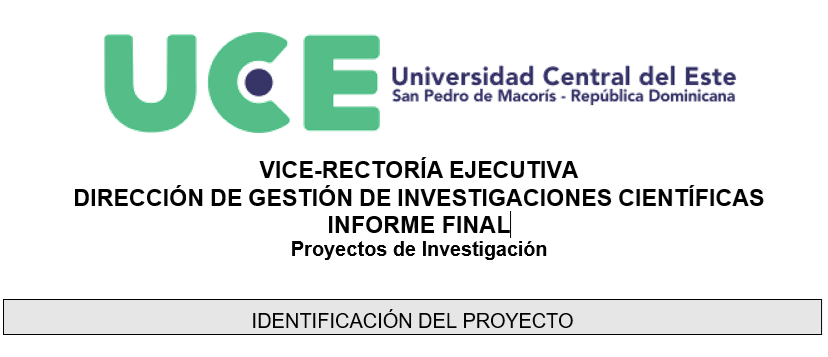 UCE
Universidad Central del Este
San Pedro de Macorís - República Dominicana
VICE-RECTORÍA EJECUTIVA
DIRECCIÓN DE GESTIÓN DE INVESTIGACIONES CIENTÍFICAS
INFORME FINAL
Proyectos de Investigación
IDENTIFICACIÓN DEL PROYECTO